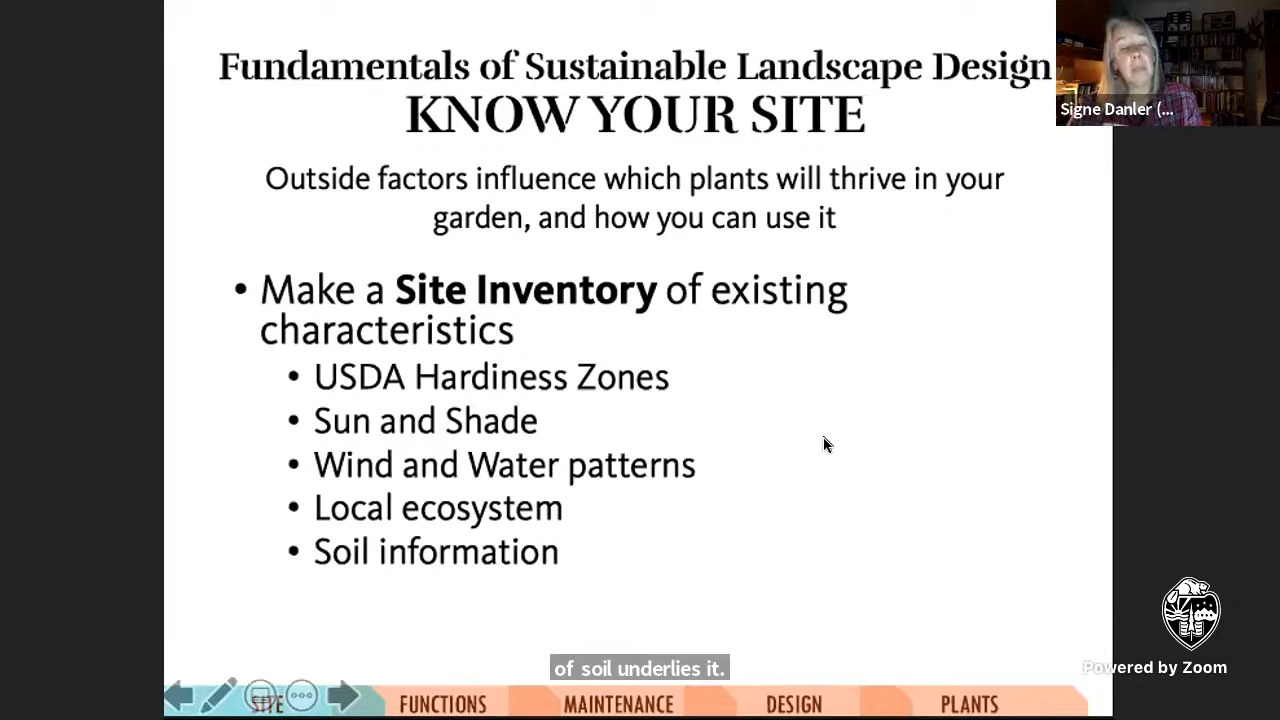 Fundamentals of Sustainable Landscape Design
KNOW YOUR SITE
Signe Danler (...
Outside factors influence which plants will thrive in your
garden, and how you can use it
• Make a Site Inventory of existing
characteristics
• USDA Hardiness Zones
• Sun and Shade
• Wind and Water patterns
• Local ecosystem
• Soil information
of soil underlies it.
Powered by Zoom
SITE
FUNCTIONS
MAINTENANCE
DESIGN
PLANTS